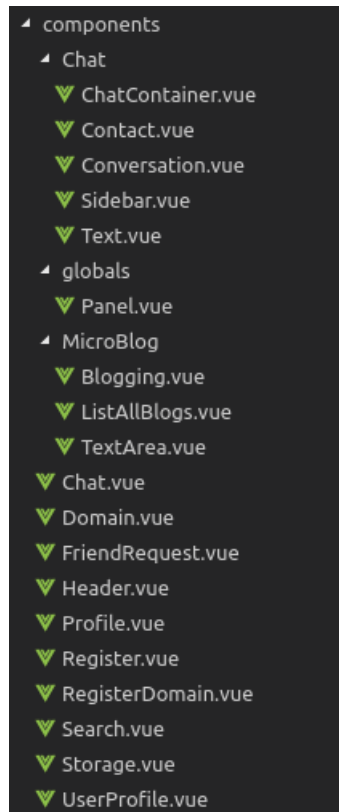 components
Chat
ChatContainer.vue
Contact.vue
Conversation.vue
Sidebar.vue
Text.vue
globals
Panel.vue
MicroBlog
Blogging.vue
ListAllBlogs.vue
TextArea.vue
Chat.vue
Domain.vue
FriendRequest.vue
Header.vue
Profile.vue
Register.vue
RegisterDomain.vue
Search.vue
Storage.vue
UserProfile.vue